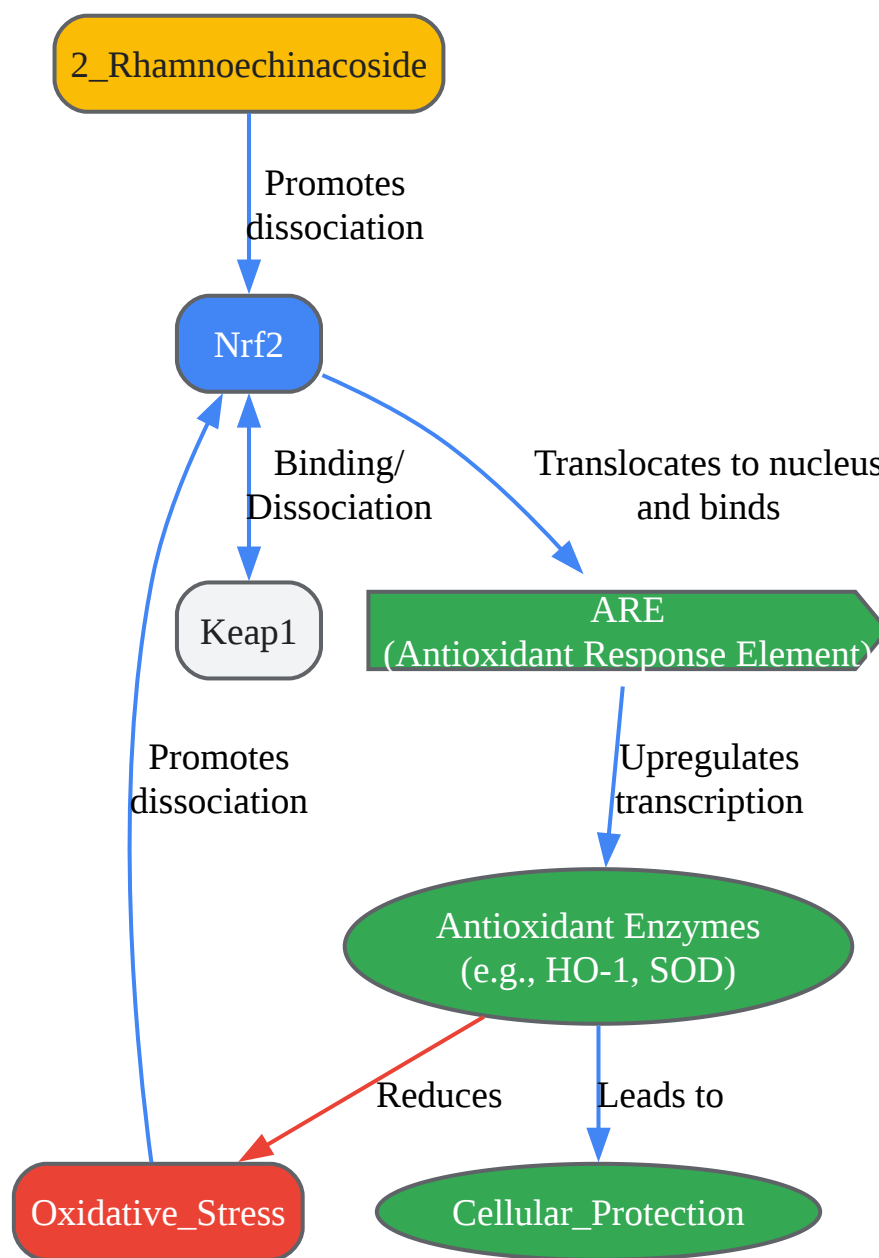 2_Rhamnoechinacoside
Promotes
dissociation
Nrf2
Binding/
Dissociation
Translocates to nucleus
and binds
Keap1
ARE
(Antioxidant Response Element)
Promotes
dissociation
Upregulates
transcription
Antioxidant Enzymes
(e.g., HO-1, SOD)
Reduces
Leads to
Oxidative_Stress
Cellular_Protection